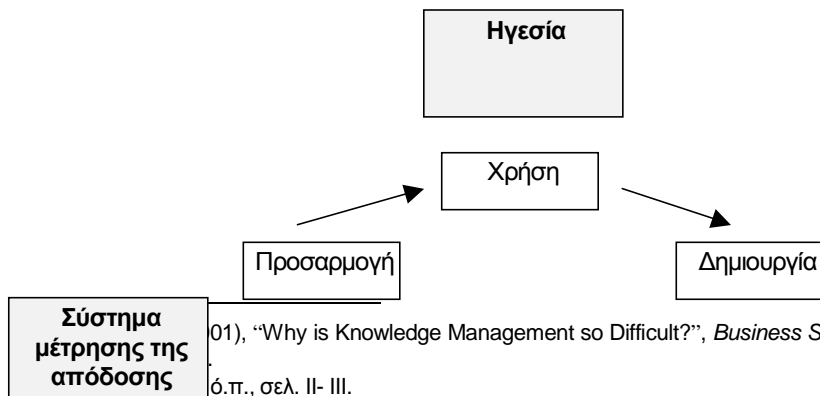 Ηγεσία
Χρήση
Προσαρμογή
Δημιουργία
Σύστημα
μέτρησης της
απόδοσης
01), “Why is Knowledge Management so Difficult?”, Business S
.
ό.π., σελ. II- III.